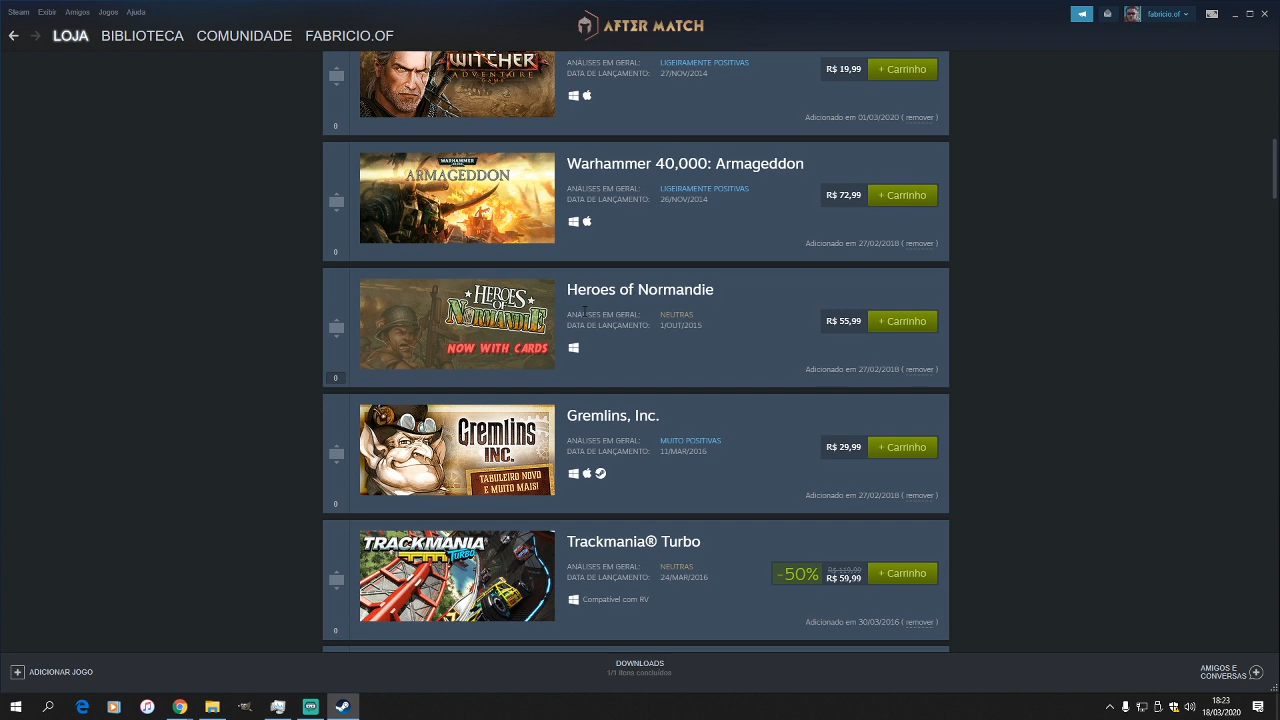 Steam Exibir Amigos Jogos Ajuda
AFTER MATCH
fabricio.of
LOJA BIBLIOTECA COMUNIDADE FABRICIO.OF
WITCHER
ADVENTURE
GAME
ANÁLISES EM GERAL: LIGEIRAMENTE POSITIVAS
DATA DE LANÇAMENTO: 27/NOV/2014
R$ 19,99 + Carrinho
Adicionado em 01/03/2020 ( remover )
0
WARHAMMER
ARMAGEDDON
Warhammer 40,000: Armageddon
ANÁLISES EM GERAL: LIGEIRAMENTE POSITIVAS
DATA DE LANÇAMENTO: 26/NOV/2014
R$ 72,99 + Carrinho
Adicionado em 27/02/2018 ( remover )
0
HEROES
OF
NORMANDIE
NOW WITH CARDS
Heroes of Normandie
ANÁLISES EM GERAL: NEUTRAS
DATA DE LANÇAMENTO: 1/OUT/2015
R$ 55,99 + Carrinho
Adicionado em 27/02/2018 ( remover )
0
Gremlins
INC.
TABULEIRO NOVO
E MUITO MAIS!
Gremlins, Inc.
ANÁLISES EM GERAL: MUITO POSITIVAS
DATA DE LANÇAMENTO: 11/MAR/2016
R$ 29,99 + Carrinho
Adicionado em 27/02/2018 ( remover )
0
TRACKMANIA
TURBO
Trackmania® Turbo
ANÁLISES EM GERAL: NEUTRAS
DATA DE LANÇAMENTO: 24/MAR/2016
Compatível com RV
-50% R$ 119,99
R$ 59,99 + Carrinho
Adicionado em 30/03/2016 ( remover )
0
ADICIONAR JOGO
DOWNLOADS
1/1 itens concluídos
AMIGOS E
CONVERSAS
18:23
18/03/2020